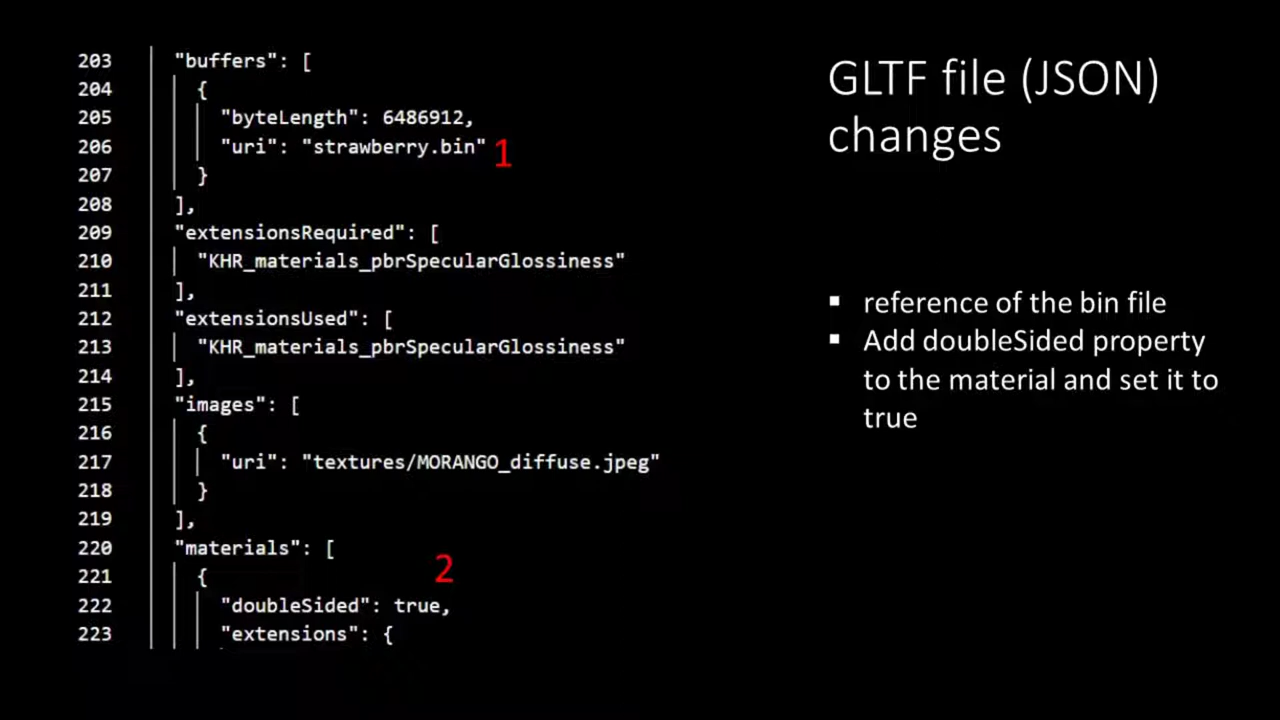 203 "buffers": [
204 {
205 "byteLength": 6486912,
206 "uri": "strawberry.bin" 1
207 }
208 ],
209 "extensionsRequired": [
210 "KHR_materials_pbrSpecularGlossiness"
211 ],
212 "extensionsUsed": [
213 "KHR_materials_pbrSpecularGlossiness"
214 ],
215 "images": [
216 {
217 "uri": "textures/MORANGO_diffuse.jpeg"
218 }
219 ],
220 "materials": [
2
221 {
222 "doubleSided": true,
223 "extensions": {
GLTF file (JSON)
changes
▪ reference of the bin file
▪ Add doubleSided property
to the material and set it to
true